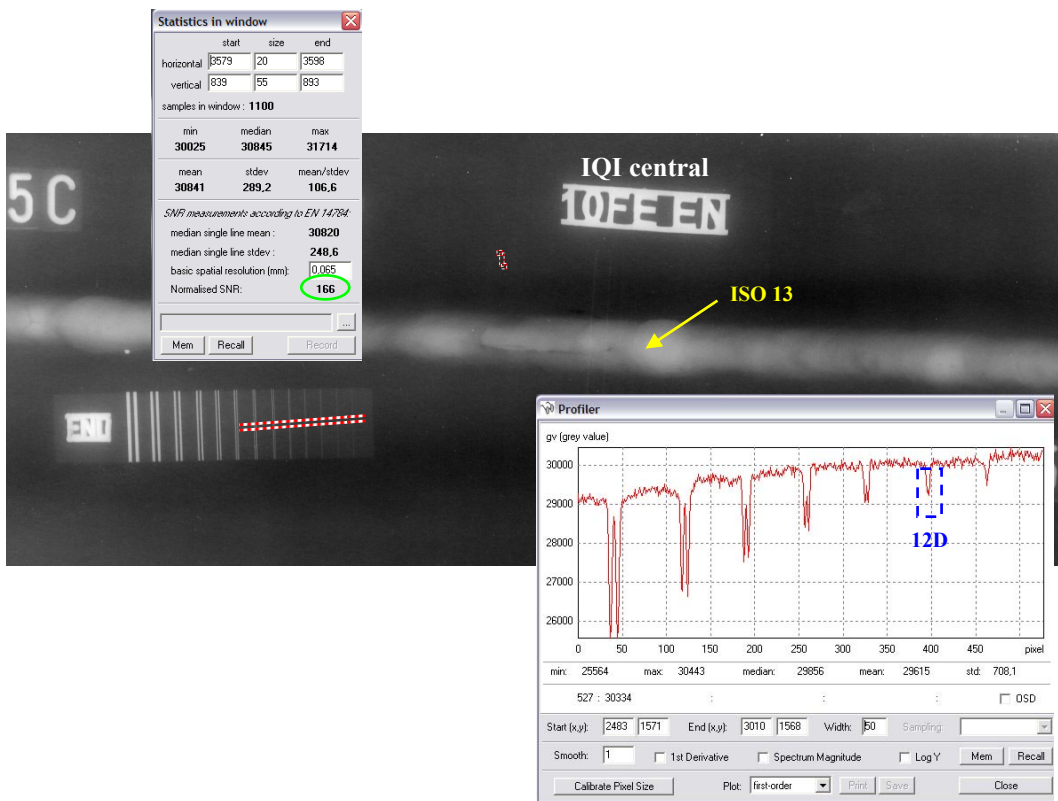 Statistics in window
start size end
horizontal 3579 20 3598
vertical 839 55 893
samples in window : 1100
min median max
30025 30845 31714
mean stdev mean/stdev
30841 289,2 106,6
SNR measurements according to EN 14784:
median single line mean : 30820
median single line stdev : 248,6
basic spatial resolution (mm): 0,065
Normalised SNR: 166
...
Mem Recall Record
5 C
IQI central
10FE EN
ISO 13
END
Profiler
gv (grey value)
30000
29000
28000
27000
26000
12D
0 50 100 150 200 250 300 350 400 450 pixel
min: 25564 max: 30443 median: 29856 mean: 29615 std: 708,1
527 : 30334 : : : OSD
Start (x,y): 2483 1571 End (x,y): 3010 1568 Width: 50 Sampling:
Smooth: 1 1st Derivative Spectrum Magnitude Log Y Mem Recall
Calibrate Pixel Size Plot: first-order Print Save Close